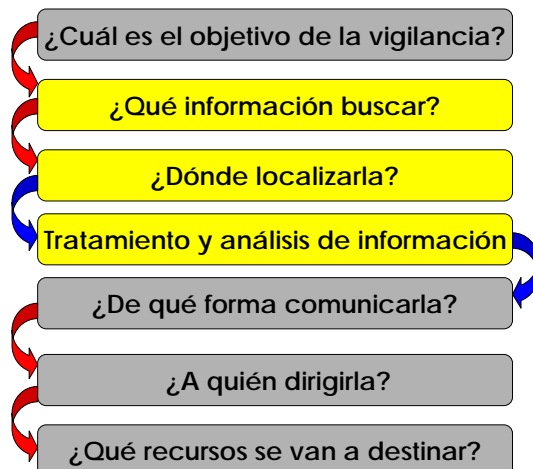 ¿Cuál es el objetivo de la vigilancia?
¿Qué información buscar?
¿Dónde localizarla?
Tratamiento y análisis de información
¿De qué forma comunicarla?
¿A quién dirigirla?
¿Qué recursos se van a destinar?